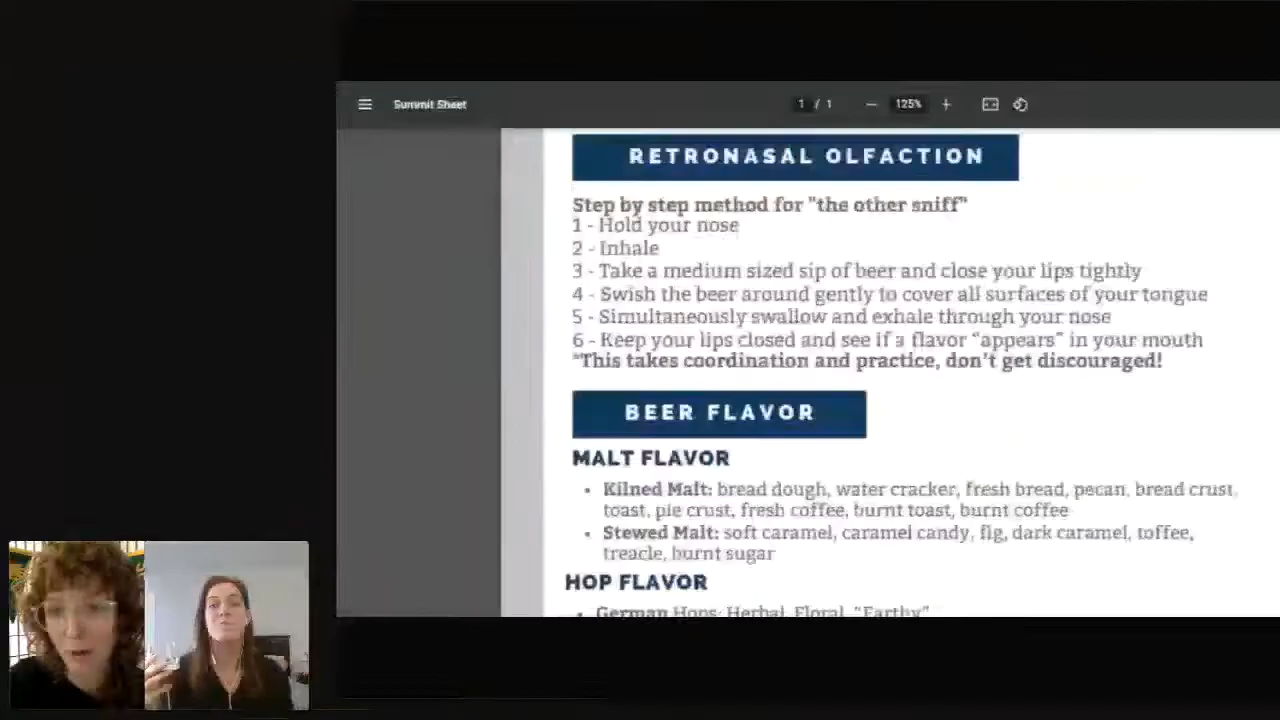 Summit Sheet
1 / 1
125%
RETRONASAL OLFACTION
Step by step method for "the other sniff"
1 - Hold your nose
2 - Inhale
3 - Take a medium sized sip of beer and close your lips tightly
4 - Swish the beer around gently to cover all surfaces of your tongue
5 - Simultaneously swallow and exhale through your nose
6 - Keep your lips closed and see if a flavor “appears” in your mouth
*This takes coordination and practice, don’t get discouraged!
BEER FLAVOR
MALT FLAVOR
• Kilned Malt: bread dough, water cracker, fresh bread, pecan, bread crust,
toast, pie crust, fresh coffee, burnt toast, burnt coffee
• Stewed Malt: soft caramel, caramel candy, fig, dark caramel, toffee,
treacle, burnt sugar
HOP FLAVOR
• German Hops: Herbal, Floral, “Earthy”